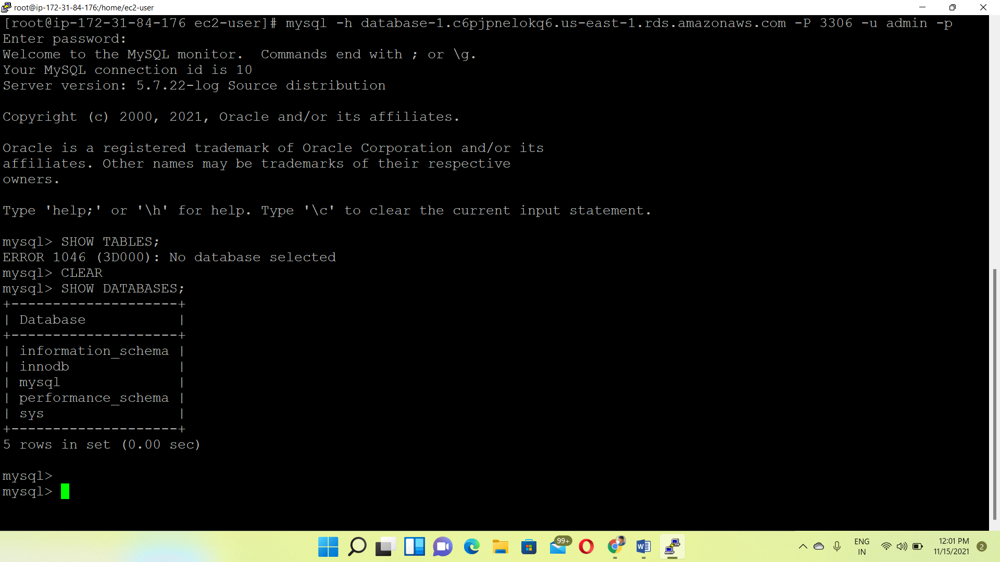 root@ip-172-31-84-176:/home/ec2-user
[root@ip-172-31-84-176 ec2-user]# mysql -h database-1.c6pjpnelokq6.us-east-1.rds.amazonaws.com -P 3306 -u admin -p
Enter password:
Welcome to the MySQL monitor.  Commands end with ; or \g.
Your MySQL connection id is 10
Server version: 5.7.22-log Source distribution

Copyright (c) 2000, 2021, Oracle and/or its affiliates.

Oracle is a registered trademark of Oracle Corporation and/or its
affiliates. Other names may be trademarks of their respective
owners.

Type 'help;' or '\h' for help. Type '\c' to clear the current input statement.

mysql> SHOW TABLES;
ERROR 1046 (3D000): No database selected
mysql> CLEAR
mysql> SHOW DATABASES;
+--------------------+
| Database           |
+--------------------+
| information_schema |
| innodb             |
| mysql              |
| performance_schema |
| sys                |
+--------------------+
5 rows in set (0.00 sec)

mysql>
mysql>
99+
W
ENG
IN
12:01 PM
11/15/2021
2